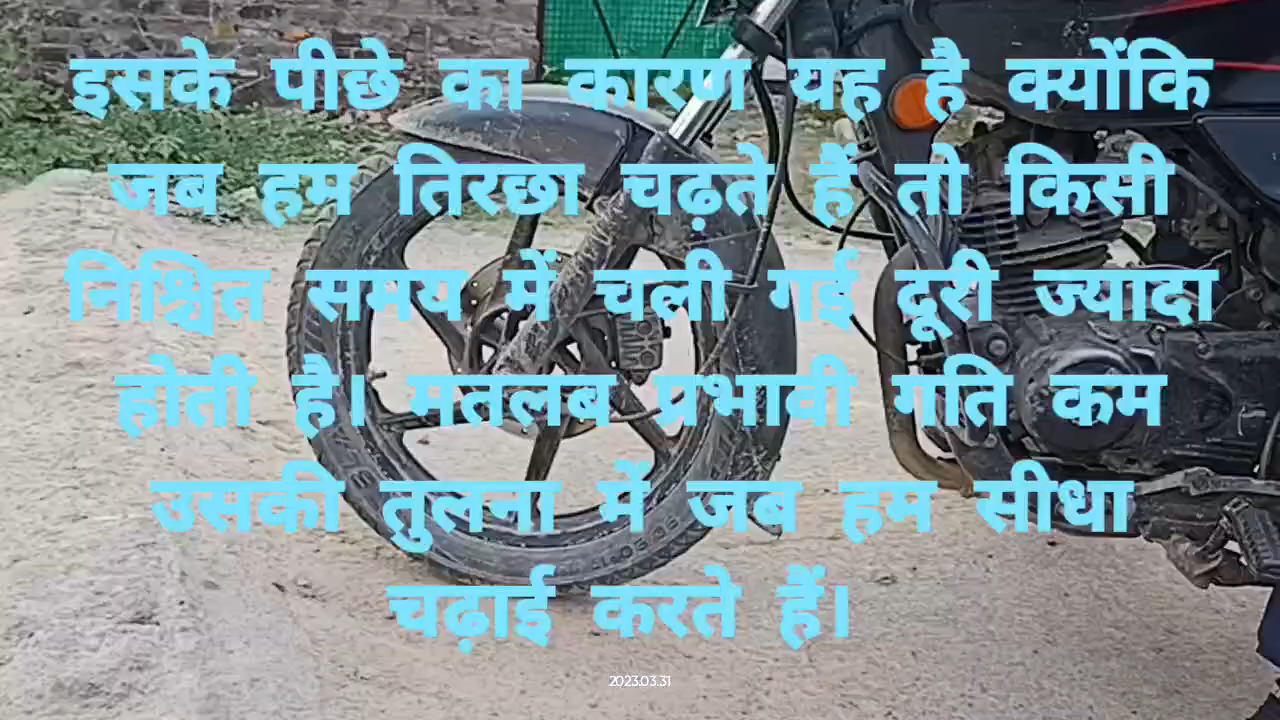 इसके पीछे का कारण यह है क्योंकि
जब हम तिरछा चढ़ते हैं तो किसी
निश्चित समय में चली गई दूरी ज्यादा
होती है। मतलब प्रभावी गति कम
उसकी तुलना में जब हम सीधा
चढ़ाई करते हैं।
2023.03.31